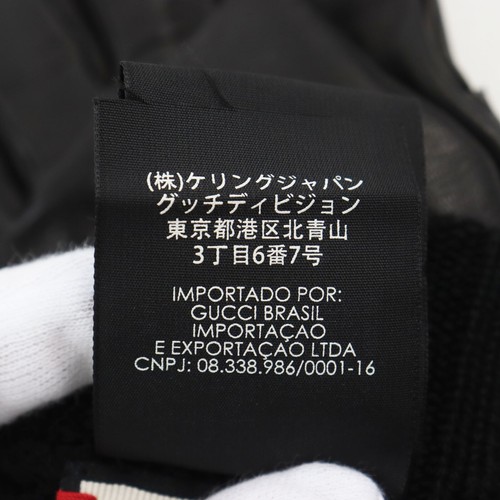 (株)ケリングジャパン
グッチディビジョン
東京都港区北青山
3丁目6番7号
IMPORTADO POR:
GUCCI BRASIL
IMPORTAÇAO
E EXPORTAÇÃO LTDA
CNPJ: 08.338.986/0001-16